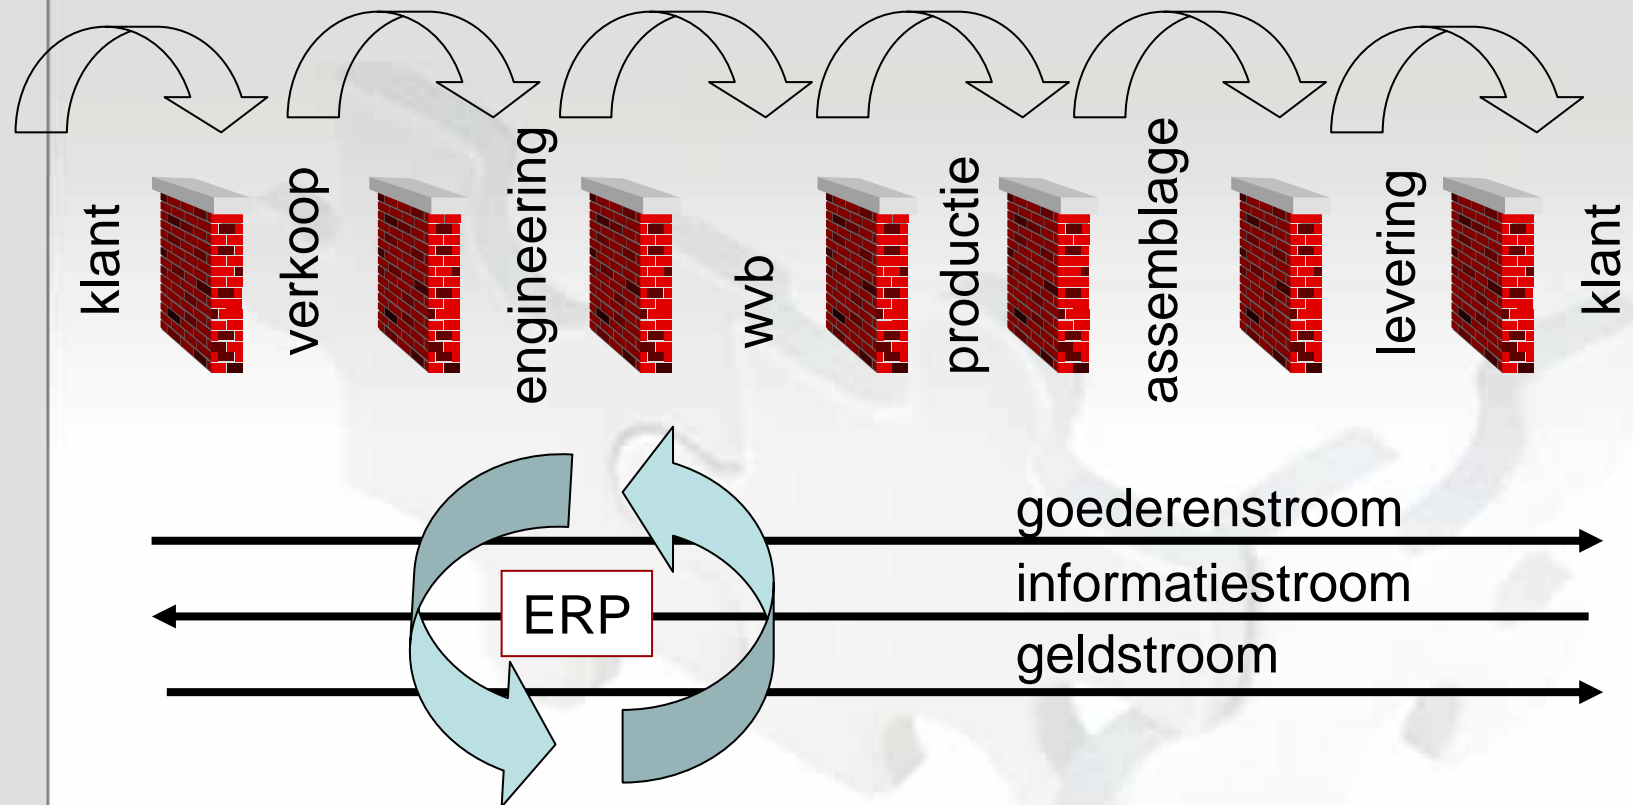 klant
verkoop
engineering
wvb
productie
assemblage
levering
klant
goederenstroom
informatiestroom
ERP
geldstroom